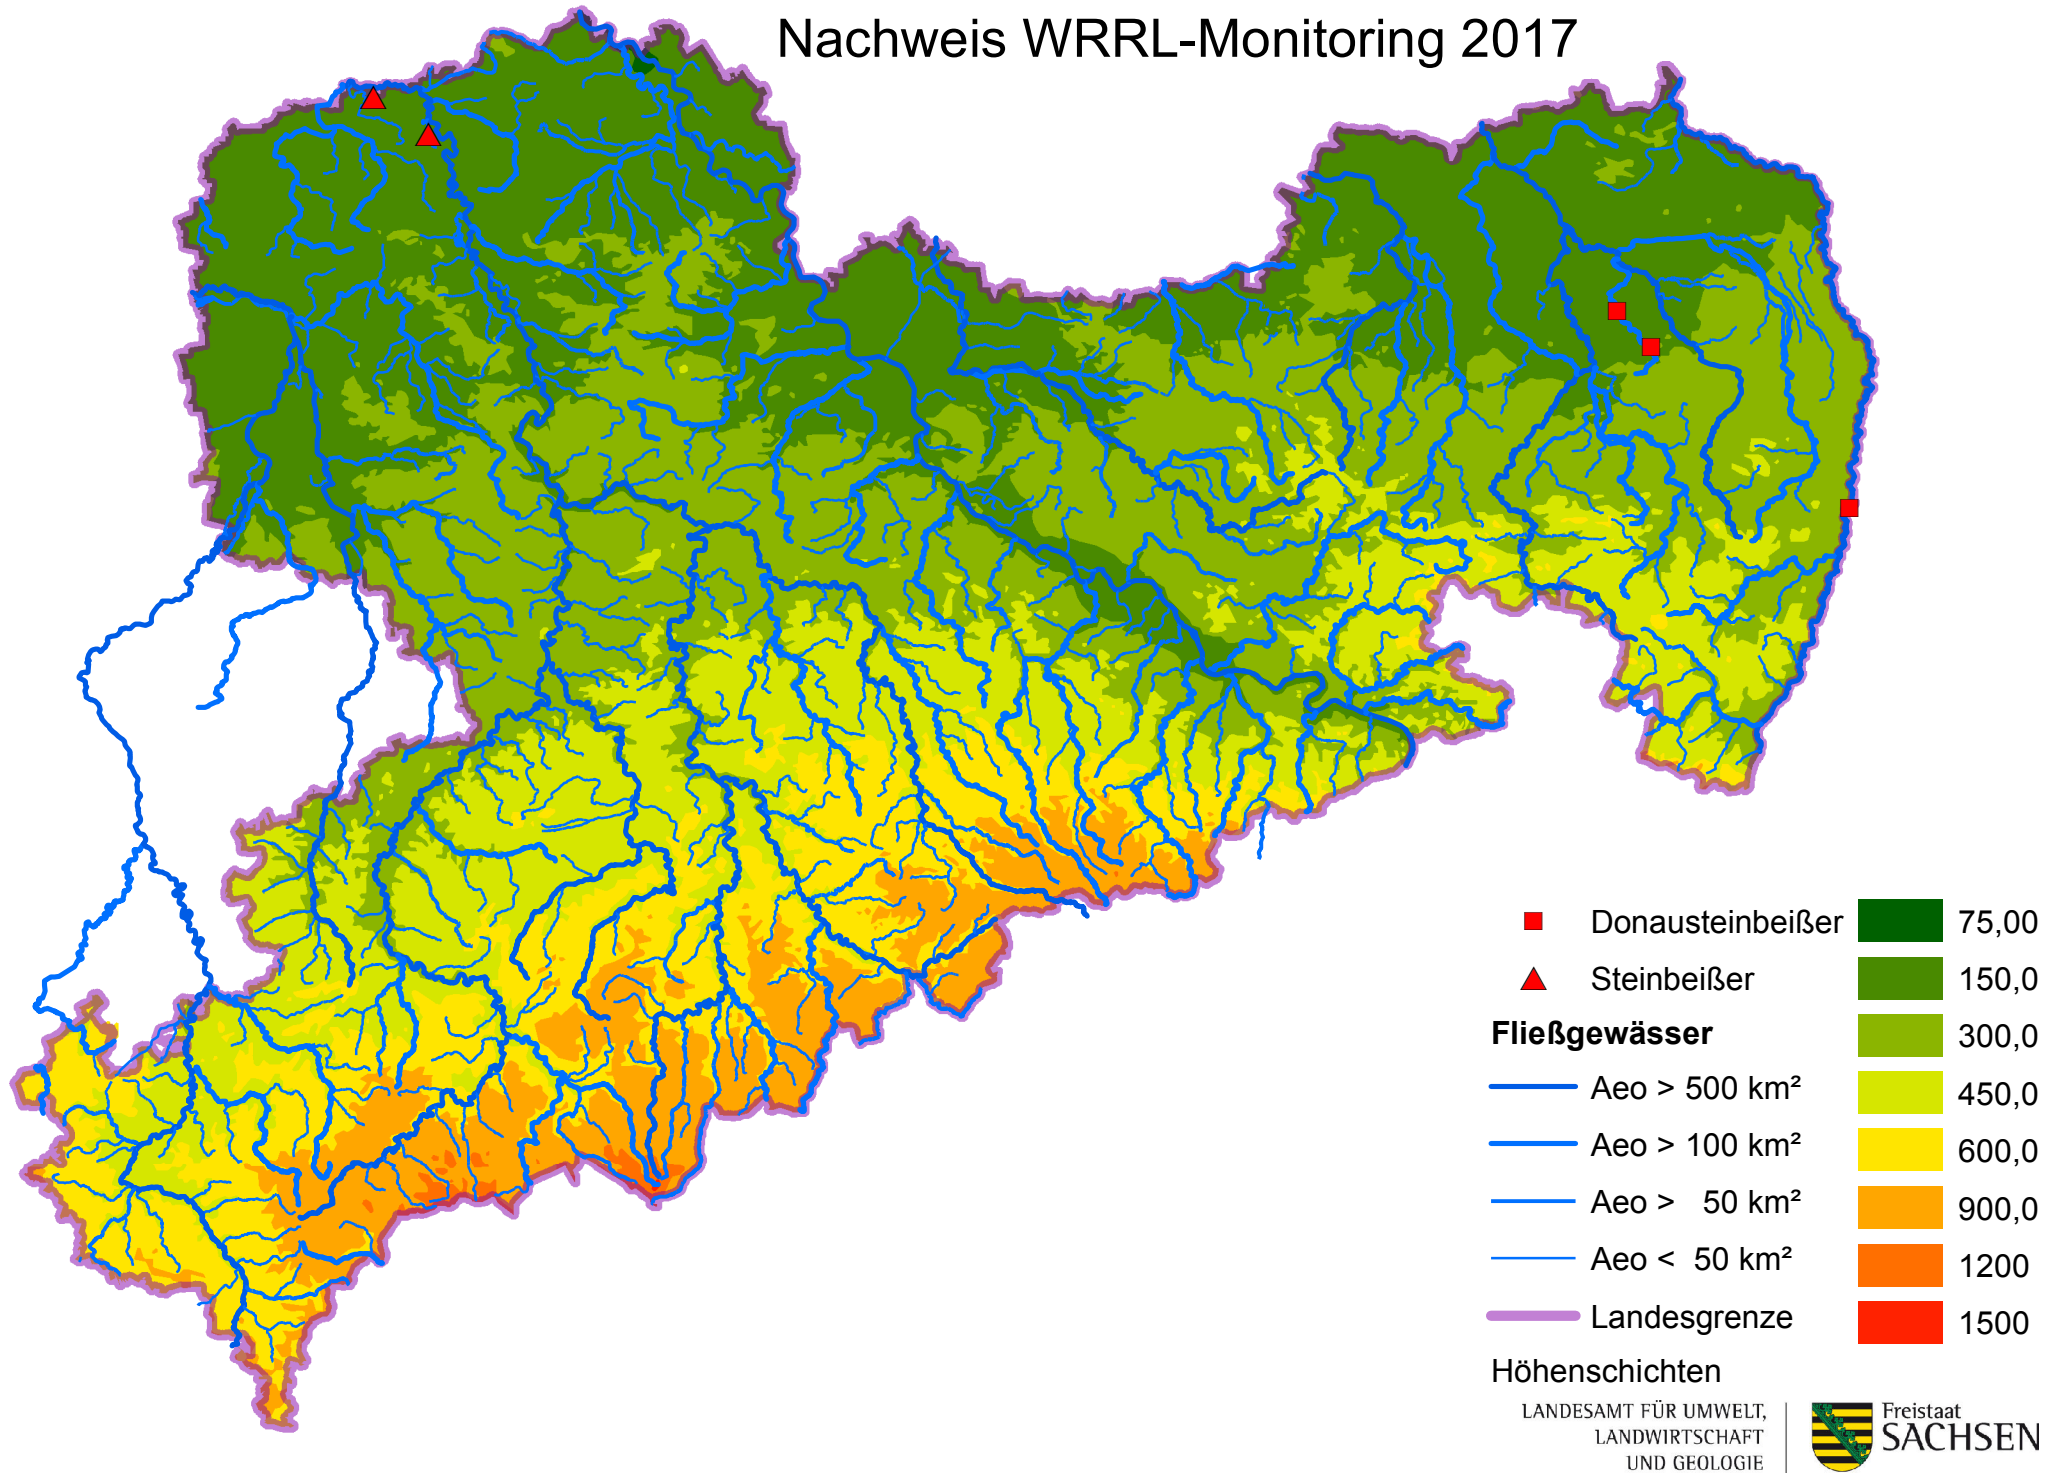 Nachweis WRRL-Monitoring 2017
Donausteinbeißer
Steinbeißer
Fließgewässer
Aeo > 500 km²
Aeo > 100 km²
Aeo > 50 km²
Aeo < 50 km²
Landesgrenze
Höhenschichten
75,00
150,0
300,0
450,0
600,0
900,0
1200
1500
LANDESAMT FÜR UMWELT,
LANDWIRTSCHAFT
UND GEOLOGIE
Freistaat
SACHSEN